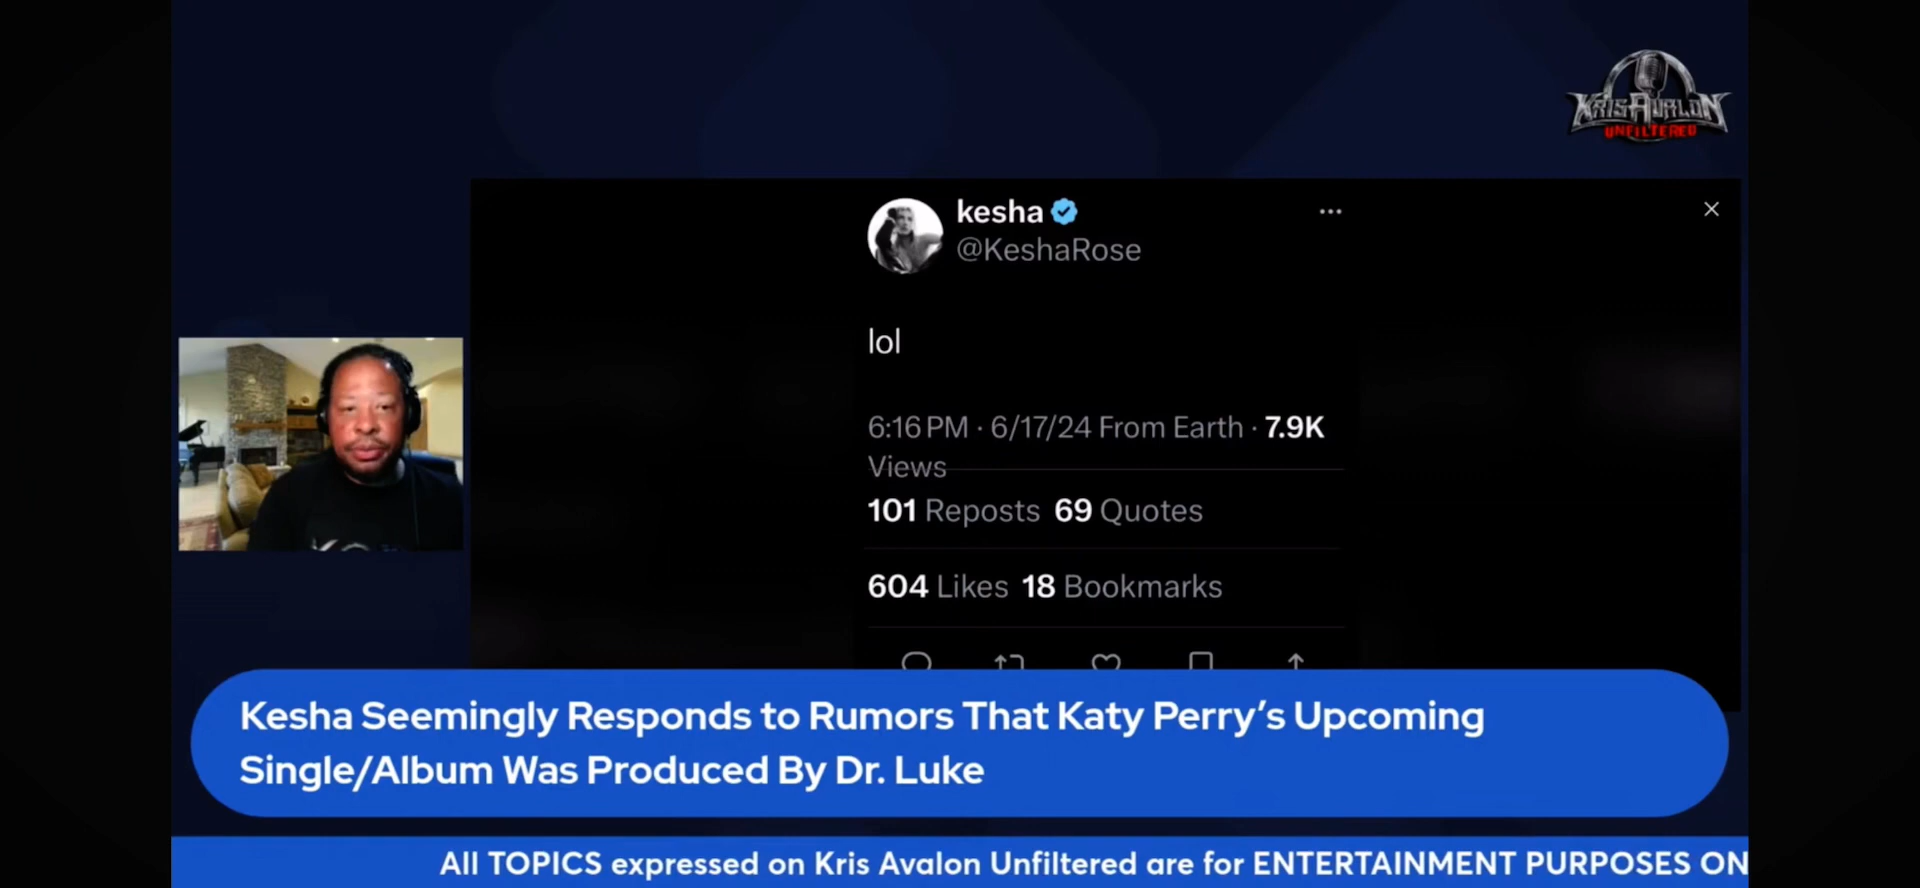 KRIS AVALON
UNFILTERED
kesha
@KeshaRose
lol
6:16 PM · 6/17/24 From Earth · 7.9K
Views
101 Reposts 69 Quotes
604 Likes 18 Bookmarks
Kesha Seemingly Responds to Rumors That Katy Perry’s Upcoming
Single/Album Was Produced By Dr. Luke
All TOPICS expressed on Kris Avalon Unfiltered are for ENTERTAINMENT PURPOSES ON